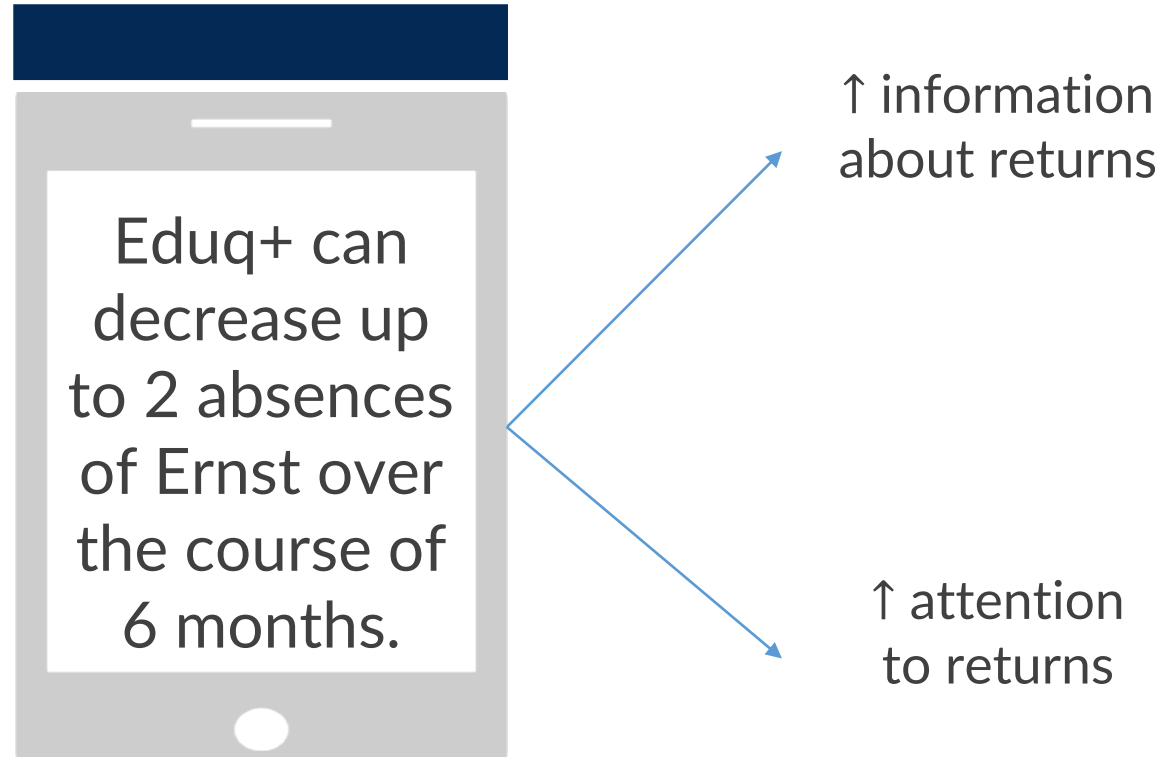 Eduq+ can
decrease up
to 2 absences
of Ernst over
the course of
6 months.
↑ information
about returns
↑ attention
to returns